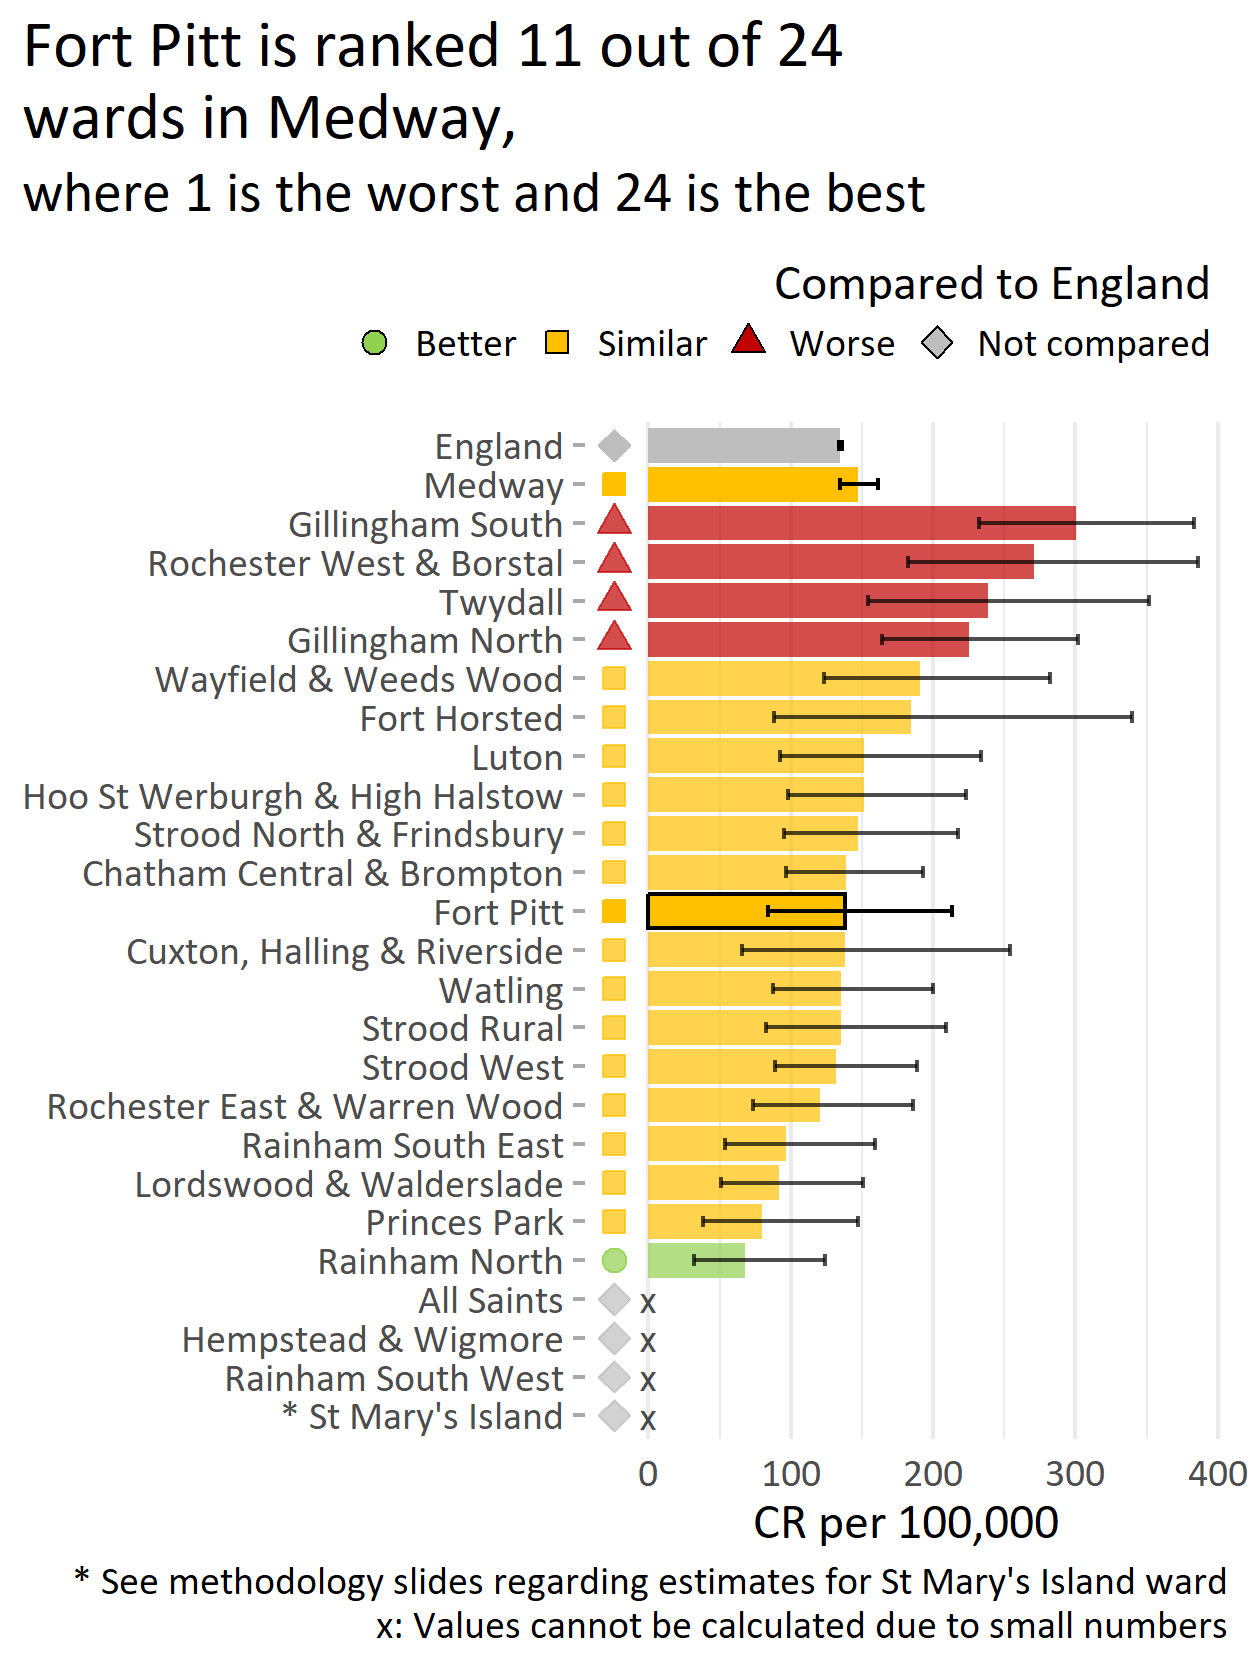 Fort Pitt is ranked 11 out of 24
wards in Medway,
where 1 is the worst and 24 is the best
Compared to England
Better Similar Worse Not compared
England
Medway
Gillingham South
Rochester West & Borstal
Twydall
Gillingham North
Wayfield & Weeds Wood
Fort Horsted
Luton
Hoo St Werburgh & High Halstow
Strood North & Frindsbury
Chatham Central & Brompton
Fort Pitt
Cuxton, Halling & Riverside
Watling
Strood Rural
Strood West
Rochester East & Warren Wood
Rainham South East
Lordswood & Walderslade
Princes Park
Rainham North
All Saints x
Hempstead & Wigmore x
Rainham South West x
* St Mary's Island x
0 100 200 300 400
CR per 100,000
* See methodology slides regarding estimates for St Mary's Island ward
x: Values cannot be calculated due to small numbers